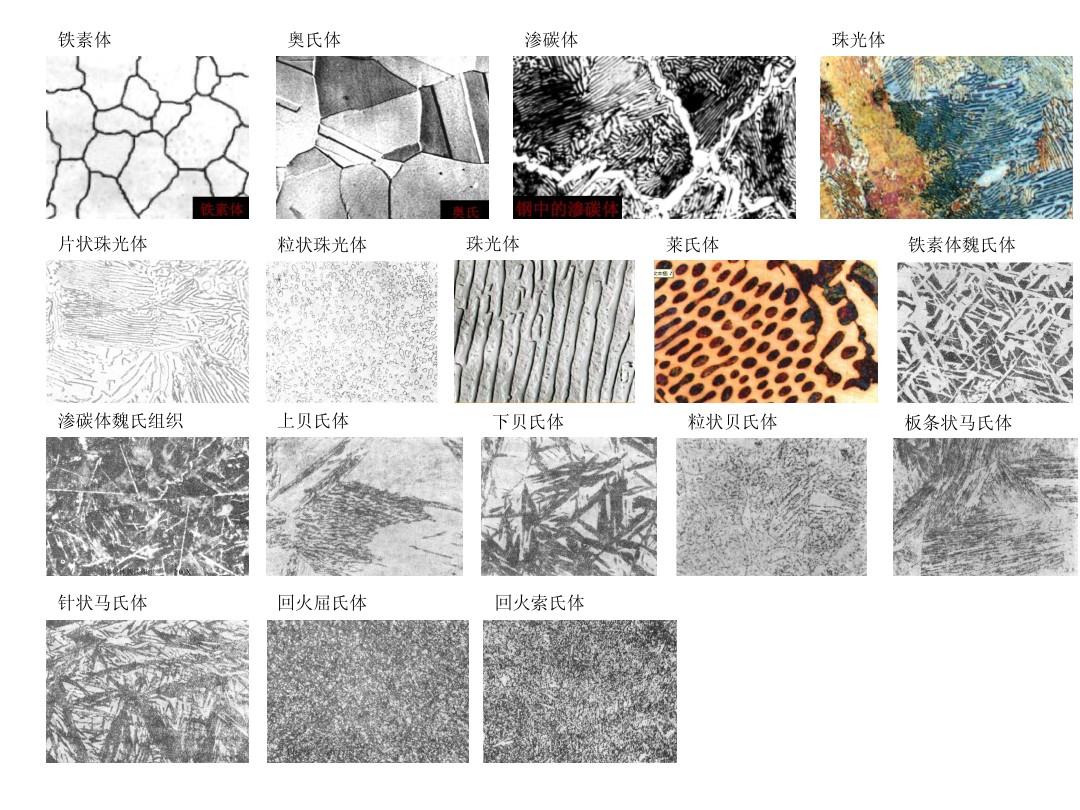 铁素体
奥氏体
渗碳体
珠光体
铁素体
奥氏
钢中的渗碳体
片状珠光体
粒状珠光体
珠光体
莱氏体
铁素体魏氏体
渗碳体魏氏组织
上贝氏体
下贝氏体
粒状贝氏体
板条状马氏体
针状马氏体
回火屈氏体
回火索氏体